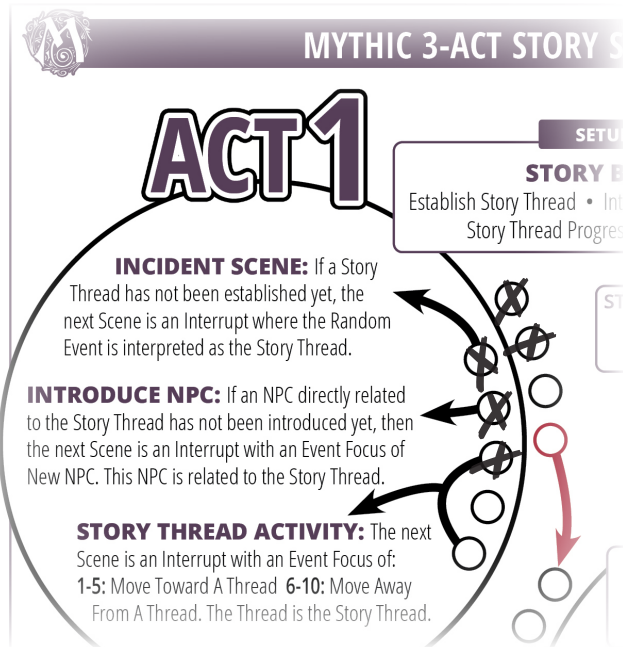 MYTHIC 3-ACT STORY
ACT 1
SETU
STORY B
Establish Story Thread • Int
Story Thread Progres
INCIDENT SCENE: If a Story
Thread has not been established yet, the
next Scene is an Interrupt where the Random
Event is interpreted as the Story Thread.
ST
INTRODUCE NPC: If an NPC directly related
to the Story Thread has not been introduced yet, then
the next Scene is an Interrupt with an Event Focus of
New NPC. This NPC is related to the Story Thread.
STORY THREAD ACTIVITY: The next
Scene is an Interrupt with an Event Focus of:
1-5: Move Toward A Thread 6-10: Move Away
From A Thread. The Thread is the Story Thread.